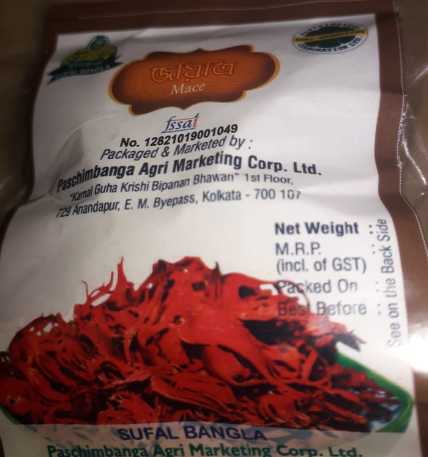 জায়ফল
Mace
fssai
No. 12821019001049
Packaged & Marketed by :
Paschimbanga Agri Marketing Corp. Ltd.
"Kamal Guha Krishi Bipanan Bhawan" 1st Floor,
729 Anandapur, E. M. Byepass, Kolkata - 700 107
Net Weight :
M.R.P. :
(incl. of GST)
Packed On :
Best Before :
See on the Back Side
SUFAL BANGLA
Paschimbanga Agri Marketing Corp. Ltd.